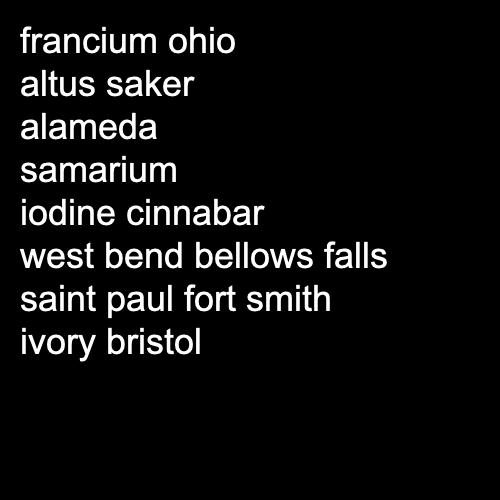 francium ohio
altus saker
alameda
samarium
iodine cinnabar
west bend bellows falls
saint paul fort smith
ivory bristol